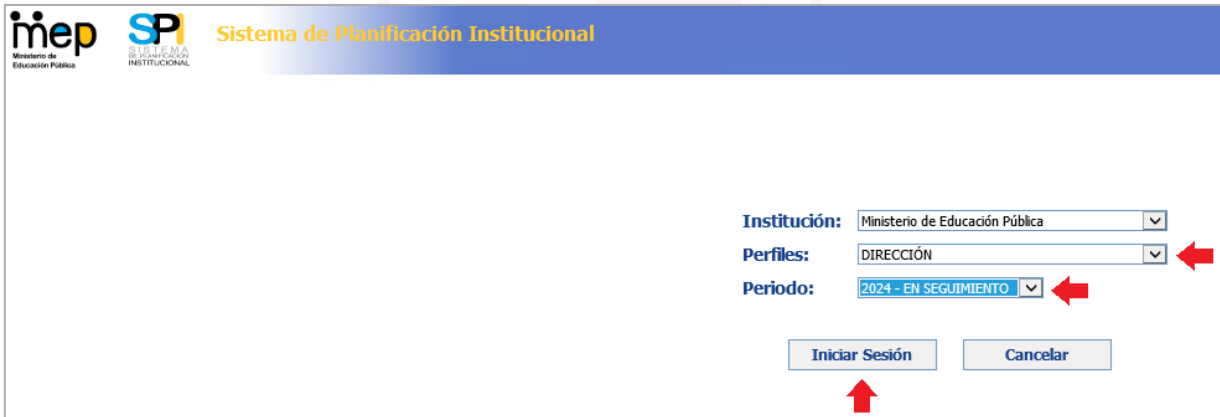 mep
Ministerio de
Educación Pública
SPI
SISTEMA
DE PLANIFICACIÓN
INSTITUCIONAL
Sistema de Planificación Institucional
Institución: Ministerio de Educación Pública
Perfiles: DIRECCIÓN
Periodo: 2024 - EN SEGUIMIENTO
Iniciar Sesión Cancelar